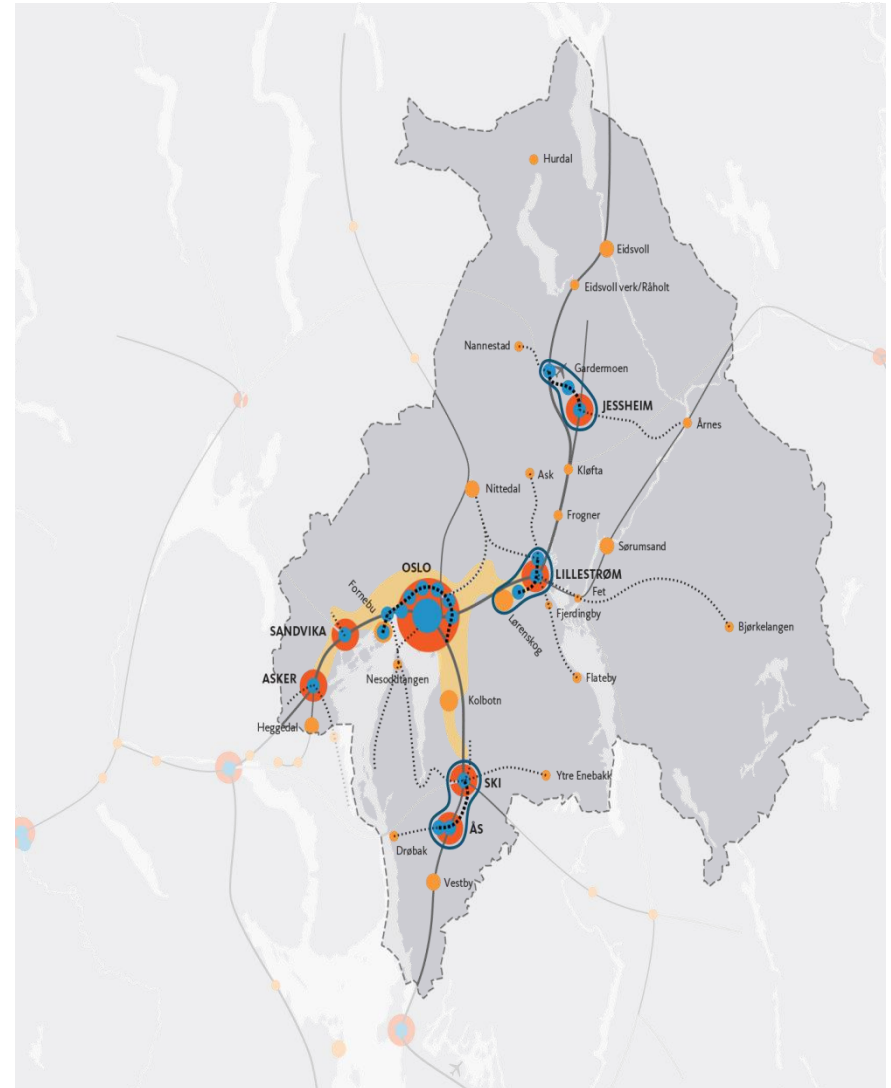 Hurdal
Eidsvoll
Eidsvoll verk/Råholt
Nannestad
Gardermoen
JESSHEIM
Årnes
Kløfta
Ask
Nittedal
Frogner
Sørumsand
OSLO
LILLESTRØM
Fet
Fornebu
Fjerdingby
Lørenskog
SANDVIKA
Bjørkelangen
Nesoddtangen
ASKER
Flateby
Kolbotn
Heggedal
Ytre Enebakk
SKI
ÅS
Drøbak
Vestby